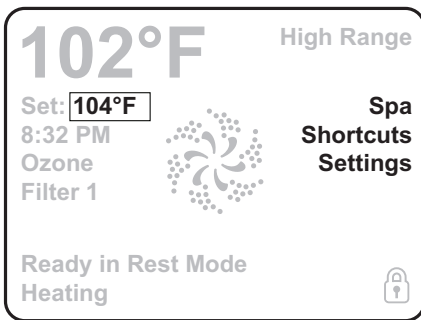 102°F
High Range
Set: 104°F
Spa
8:32 PM
Shortcuts
Ozone
Settings
Filter 1
Ready in Rest Mode
Heating